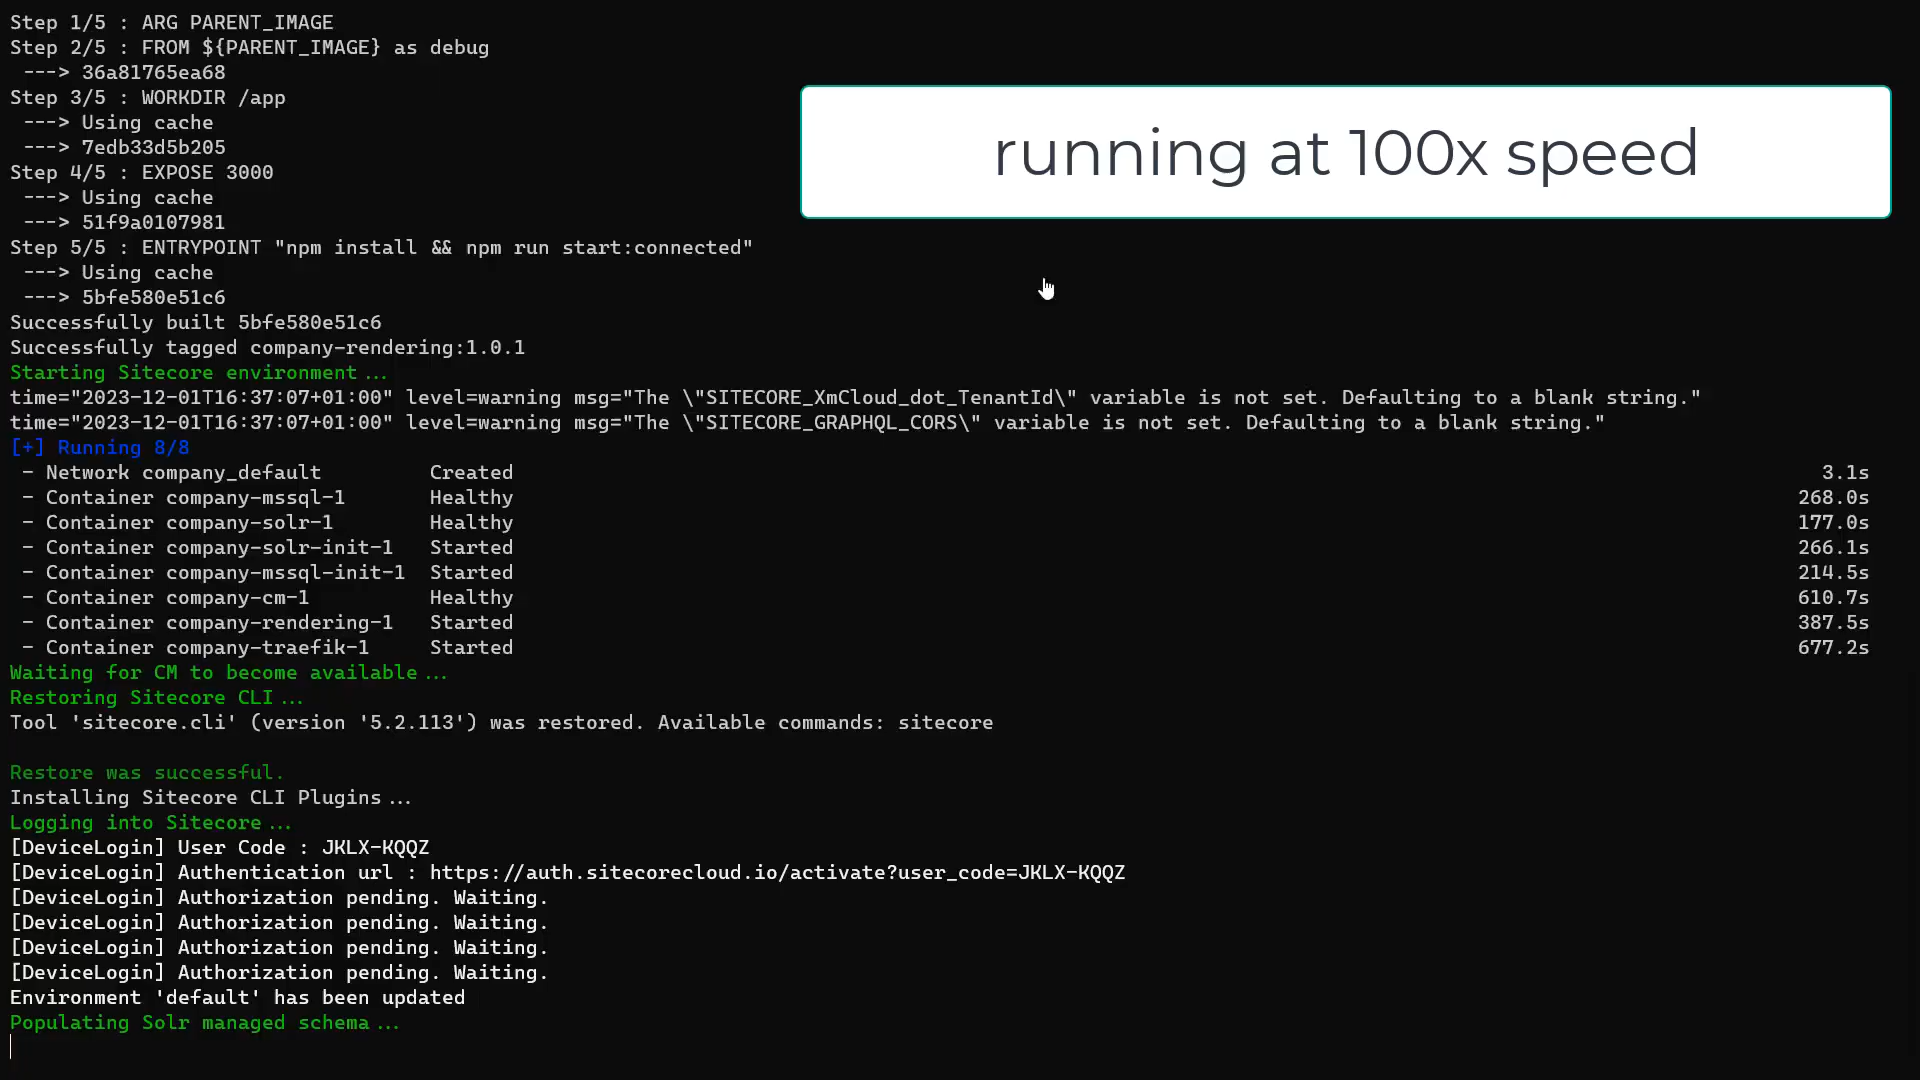 Step 1/5 : ARG PARENT_IMAGE
Step 2/5 : FROM ${PARENT_IMAGE} as debug
---> 36a81765ea68
Step 3/5 : WORKDIR /app
---> Using cache
---> 7edb33d5b205
Step 4/5 : EXPOSE 3000
---> Using cache
---> 51f9a0107981
Step 5/5 : ENTRYPOINT "npm install && npm run start:connected"
---> Using cache
---> 5bfe580e51c6
Successfully built 5bfe580e51c6
Successfully tagged company-rendering:1.0.1
Starting Sitecore environment...
time="2023-12-01T16:37:07+01:00" level=warning msg="The \"SITECORE_XmCloud_dot_TenantId\" variable is not set. Defaulting to a blank string."
time="2023-12-01T16:37:07+01:00" level=warning msg="The \"SITECORE_GRAPHQL_CORS\" variable is not set. Defaulting to a blank string."
[+] Running 8/8
- Network company_default Created 3.1s
- Container company-mssql-1 Healthy 268.0s
- Container company-solr-1 Healthy 177.0s
- Container company-solr-init-1 Started 266.1s
- Container company-mssql-init-1 Started 214.5s
- Container company-cm-1 Healthy 610.7s
- Container company-rendering-1 Started 387.5s
- Container company-traefik-1 Started 677.2s
Waiting for CM to become available...
Restoring Sitecore CLI...
Tool 'sitecore.cli' (version '5.2.113') was restored. Available commands: sitecore
Restore was successful.
Installing Sitecore CLI Plugins...
Logging into Sitecore...
[DeviceLogin] User Code : JKLX-KQQZ
[DeviceLogin] Authentication url : https://auth.sitecorecloud.io/activate?user_code=JKLX-KQQZ
[DeviceLogin] Authorization pending. Waiting.
[DeviceLogin] Authorization pending. Waiting.
[DeviceLogin] Authorization pending. Waiting.
[DeviceLogin] Authorization pending. Waiting.
Environment 'default' has been updated
Populating Solr managed schema...
running at 100x speed